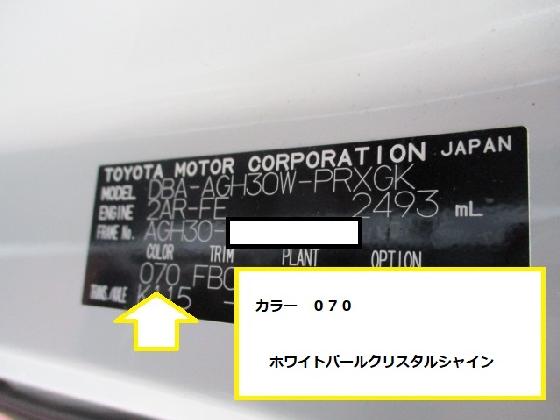 TOYOTA MOTOR CORPORATION JAPAN
MODEL DBA-AGH30W-PRXGK
ENGINE 2AR-FE 2493 mL
FRAME No. AGH30-
COLOR TRIM PLANT OPTION
070 FB
TRANS./AXLE K115 -
カラー　０７０
ホワイトパールクリスタルシャイン